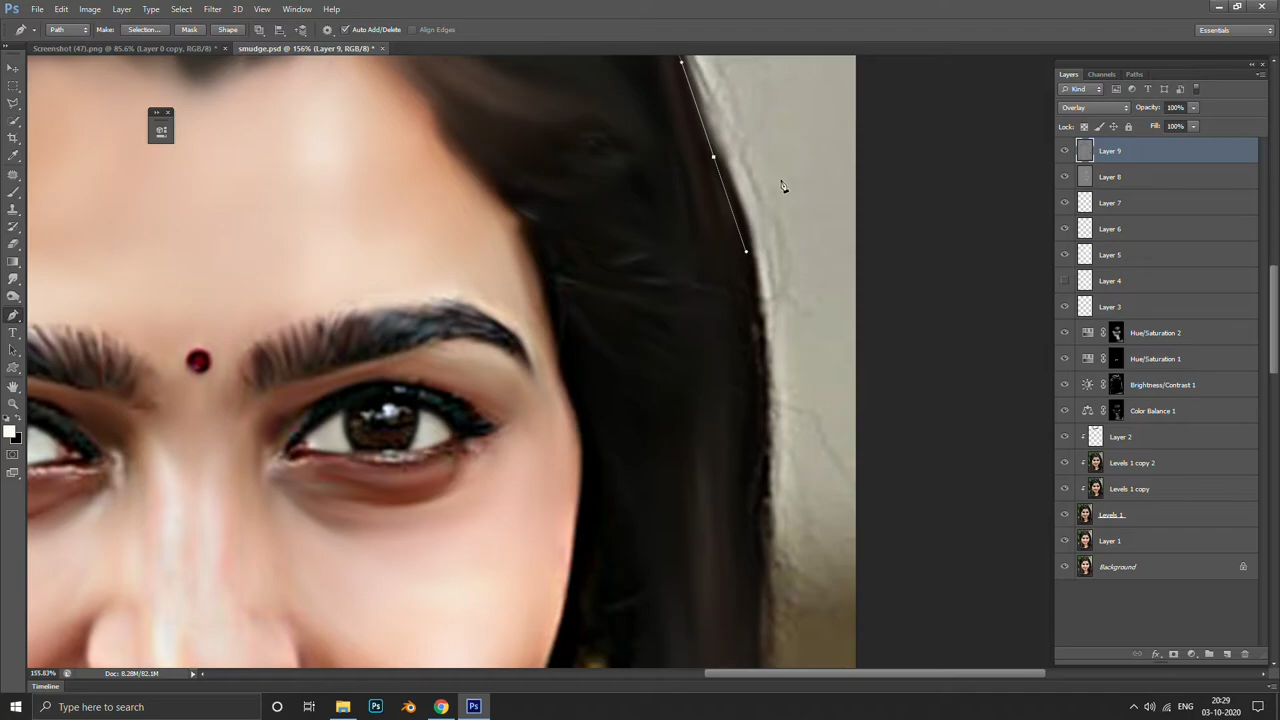 Ps File Edit Image Layer Type Select Filter 3D View Window Help
Path Make: Selection... Mask Shape Auto Add/Delete Align Edges Essentials
Screenshot (47).png @ 85.6% (Layer 0 copy, RGB/8) * × smudge.psd @ 156% (Layer 9, RGB/8) * ×
Layers Channels Paths
Kind
Overlay Opacity: 100%
Lock: Fill: 100%
Layer 9
Layer 8
Layer 7
Layer 6
Layer 5
Layer 4
Layer 3
Hue/Saturation 2
Hue/Saturation 1
Brightness/Contrast 1
Color Balance 1
Layer 2
Levels 1 copy 2
Levels 1 copy
Levels 1
Layer 1
Background
155.83% Doc: 8.28M/82.1M
Timeline
Type here to search
Ps Ps
ENG
20:29
03-10-2020